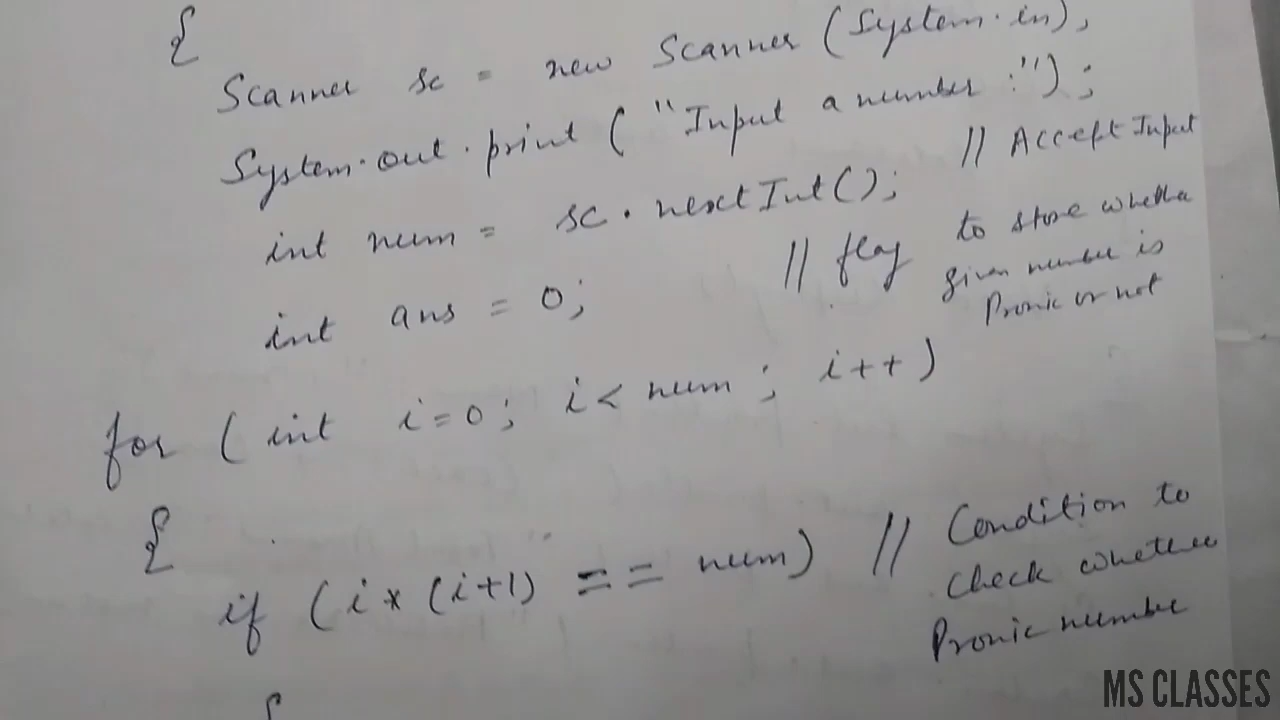 {
Scanner sc = new Scanner (System.in);
System.out.print ( "Input a number :") ;
int num = sc.nextInt(); // Accept Input
int ans = 0; // flag to store whether
given number is
Pronic or not
for ( int i=0; i< num ; i++)
{
if (i* (i+1) == num) // Condition to
check whether
Pronic number
{
MS CLASSES